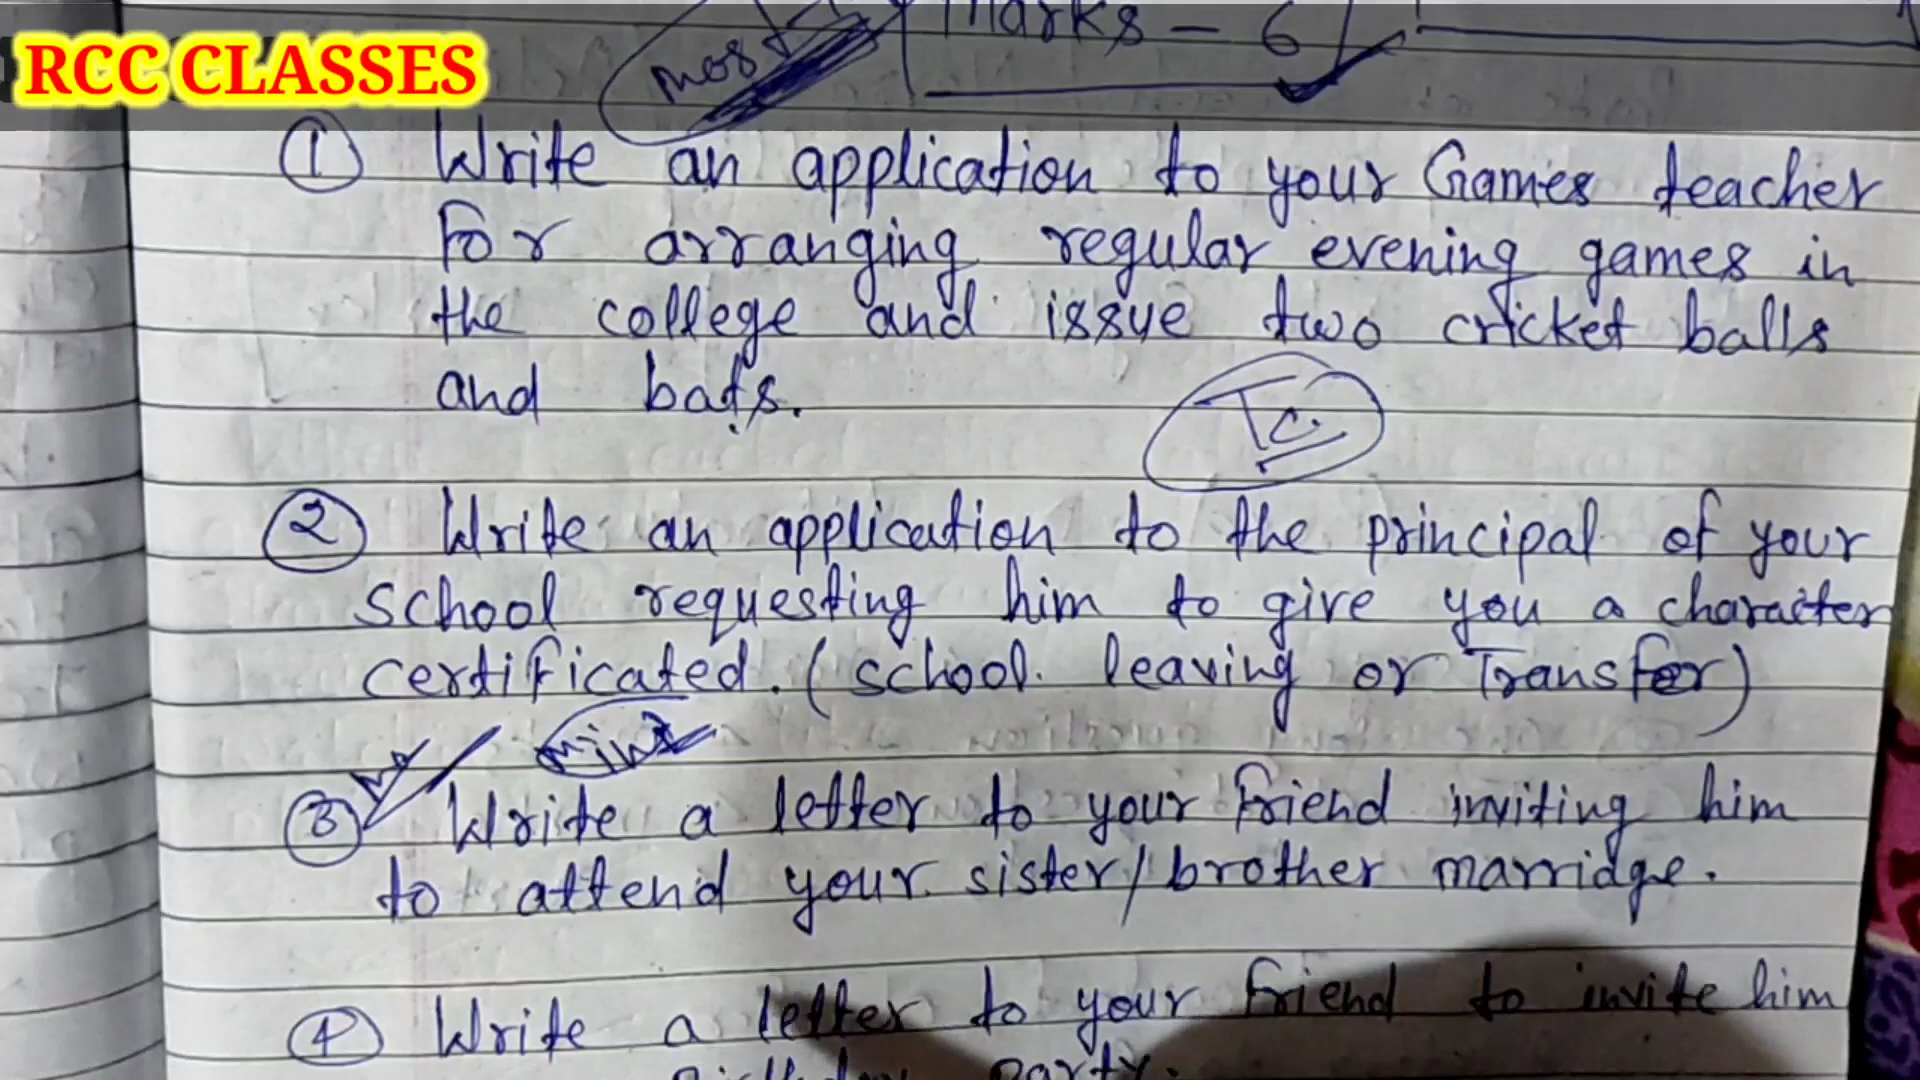 Marks - 6
most
RCC CLASSES
① Write an application to your Games teacher
For arranging regular evening games in
the college and issue two cricket balls
and bats.
Tc.
② Write an application to the principal of your
school requesting him to give you a character
certificated. (school. leaving or Transfer)
③ Write a letter to your friend inviting him
to attend your sister/brother marridge.
④ Write a letter to your friend to invite him
Birthday party.